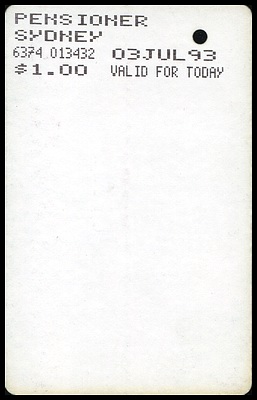 PENSIONER
SYDNEY
6374 013432 03JUL93
$1.00 VALID FOR TODAY